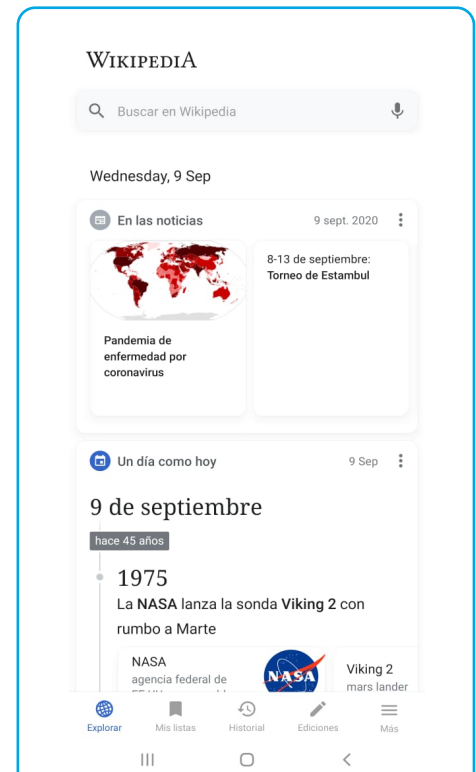 WIKIPEDIA
Buscar en Wikipedia
Wednesday, 9 Sep
En las noticias
9 sept. 2020
Pandemia de
enfermedad por
coronavirus
8-13 de septiembre:
Torneo de Estambul
Un día como hoy
9 Sep
9 de septiembre
hace 45 años
1975
La NASA lanza la sonda Viking 2 con
rumbo a Marte
NASA
agencia federal de
NASA
Viking 2
mars lander
Explorar
Mis listas
Historial
Ediciones
Más